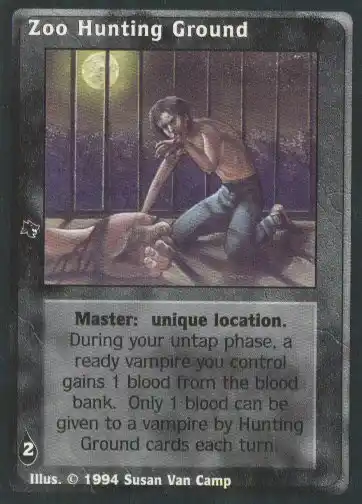 Zoo Hunting Ground
Master: unique location.
During your untap phase, a
ready vampire you control
gains 1 blood from the blood
bank. Only 1 blood can be
given to a vampire by Hunting
Ground cards each turn.
2
Illus. © 1994 Susan Van Camp